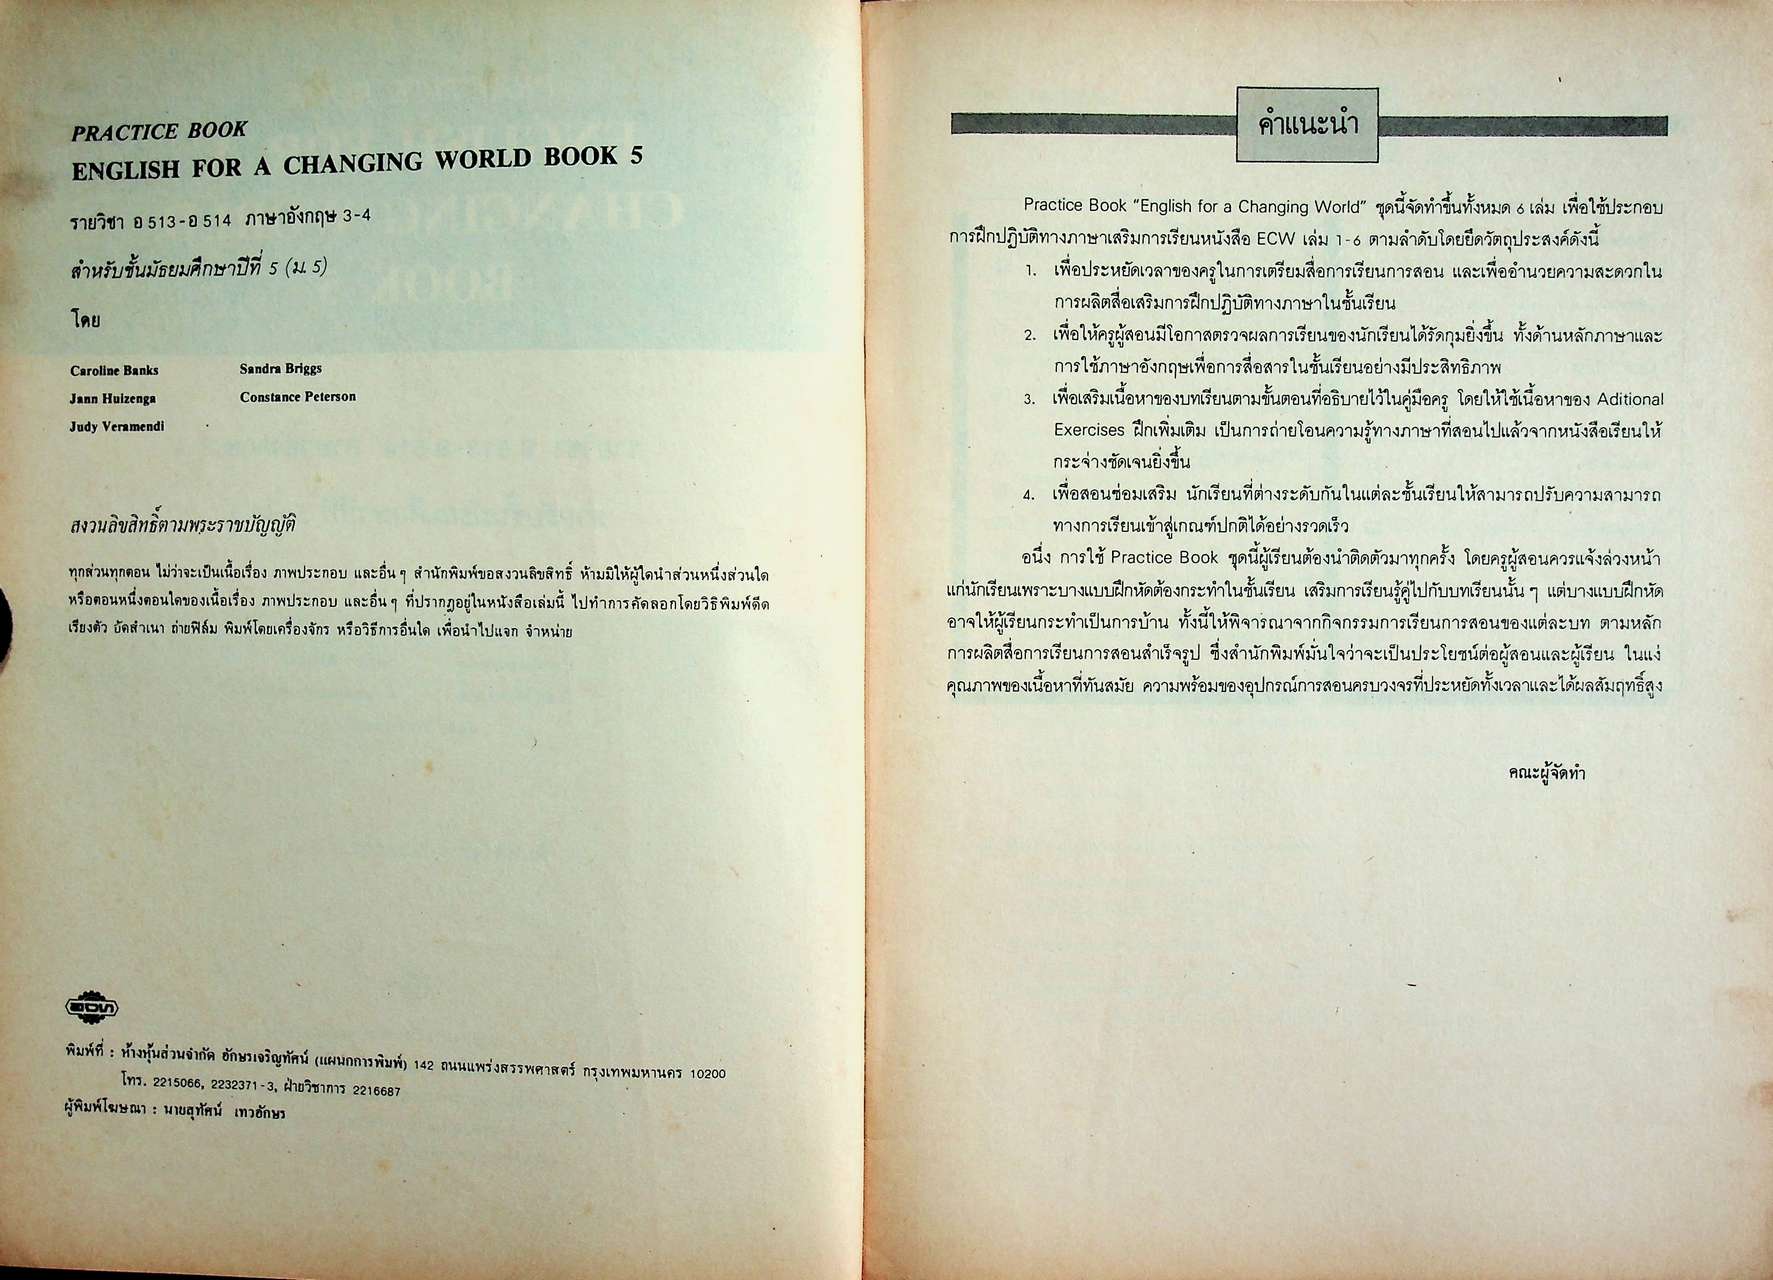 PRACTICE BOOK
ENGLISH FOR A CHANGING WORLD BOOK 5
รายวิชา อ 513-อ 514 ภาษาอังกฤษ 3-4
สำหรับชั้นมัธยมศึกษาปีที่ 5 (ม. 5)
โดย
Caroline Banks Sandra Briggs
Jann Huizenga Constance Peterson
Judy Veramendi
สงวนลิขสิทธิ์ตามพระราชบัญญัติ
ทุกส่วนทุกตอน ไม่ว่าจะเป็นเนื้อเรื่อง ภาพประกอบ และอื่นๆ สำนักพิมพ์ขอสงวนลิขสิทธิ์ ห้ามมิให้ผู้ใดนำส่วนหนึ่งส่วนใด
หรือตอนหนึ่งตอนใดของเนื้อเรื่อง ภาพประกอบ และอื่นๆ ที่ปรากฏอยู่ในหนังสือเล่มนี้ ไปทำการคัดลอกโดยวิธีพิมพ์ดีด
เรียงตัว อัดสำเนา ถ่ายฟิล์ม พิมพ์โดยเครื่องจักร หรือวิธีการอื่นใด เพื่อนำไปแจก จำหน่าย
อจท
พิมพ์ที่ : ห้างหุ้นส่วนจำกัด อักษรเจริญทัศน์ (แผนกการพิมพ์) 142 ถนนแพร่งสรรพศาสตร์ กรุงเทพมหานคร 10200
โทร. 2215066, 2232371-3, ฝ่ายวิชาการ 2216687
ผู้พิมพ์โฆษณา : นายสุทัศน์ เทวอักษร
คำแนะนำ
Practice Book "English for a Changing World" ชุดนี้จัดทำขึ้นทั้งหมด 6 เล่ม เพื่อใช้ประกอบ
การฝึกปฏิบัติทางภาษาเสริมการเรียนหนังสือ ECW เล่ม 1-6 ตามลำดับโดยยึดวัตถุประสงค์ดังนี้
1. เพื่อประหยัดเวลาของครูในการเตรียมสื่อการเรียนการสอน และเพื่ออำนวยความสะดวกใน
การผลิตสื่อเสริมการฝึกปฏิบัติทางภาษาในชั้นเรียน
2. เพื่อให้ครูผู้สอนมีโอกาสตรวจผลการเรียนของนักเรียนได้รัดกุมยิ่งขึ้น ทั้งด้านหลักภาษาและ
การใช้ภาษาอังกฤษเพื่อการสื่อสารในชั้นเรียนอย่างมีประสิทธิภาพ
3. เพื่อเสริมเนื้อหาของบทเรียนตามขั้นตอนที่อธิบายไว้ในคู่มือครู โดยให้ใช้เนื้อหาของ Aditional
Exercises ฝึกเพิ่มเติม เป็นการถ่ายโอนความรู้ทางภาษาที่สอนไปแล้วจากหนังสือเรียนให้
กระจ่างชัดเจนยิ่งขึ้น
4. เพื่อสอนซ่อมเสริม นักเรียนที่ต่างระดับกันในแต่ละชั้นเรียนให้สามารถปรับความสามารถ
ทางการเรียนเข้าสู่เกณฑ์ปกติได้อย่างรวดเร็ว
อนึ่ง การใช้ Practice Book ชุดนี้ผู้เรียนต้องนำติดตัวมาทุกครั้ง โดยครูผู้สอนควรแจ้งล่วงหน้า
แก่นักเรียนเพราะบางแบบฝึกหัดต้องกระทำในชั้นเรียน เสริมการเรียนรู้คู่ไปกับบทเรียนนั้นๆ แต่บางแบบฝึกหัด
อาจให้ผู้เรียนกระทำเป็นการบ้าน ทั้งนี้ให้พิจารณาจากกิจกรรมการเรียนการสอนของแต่ละบท ตามหลัก
การผลิตสื่อการเรียนการสอนสำเร็จรูป ซึ่งสำนักพิมพ์มั่นใจว่าจะเป็นประโยชน์ต่อผู้สอนและผู้เรียน ในแง่
คุณภาพของเนื้อหาที่ทันสมัย ความพร้อมของอุปกรณ์การสอนครบวงจรที่ประหยัดทั้งเวลาและได้ผลสัมฤทธิ์สูง
คณะผู้จัดทำ